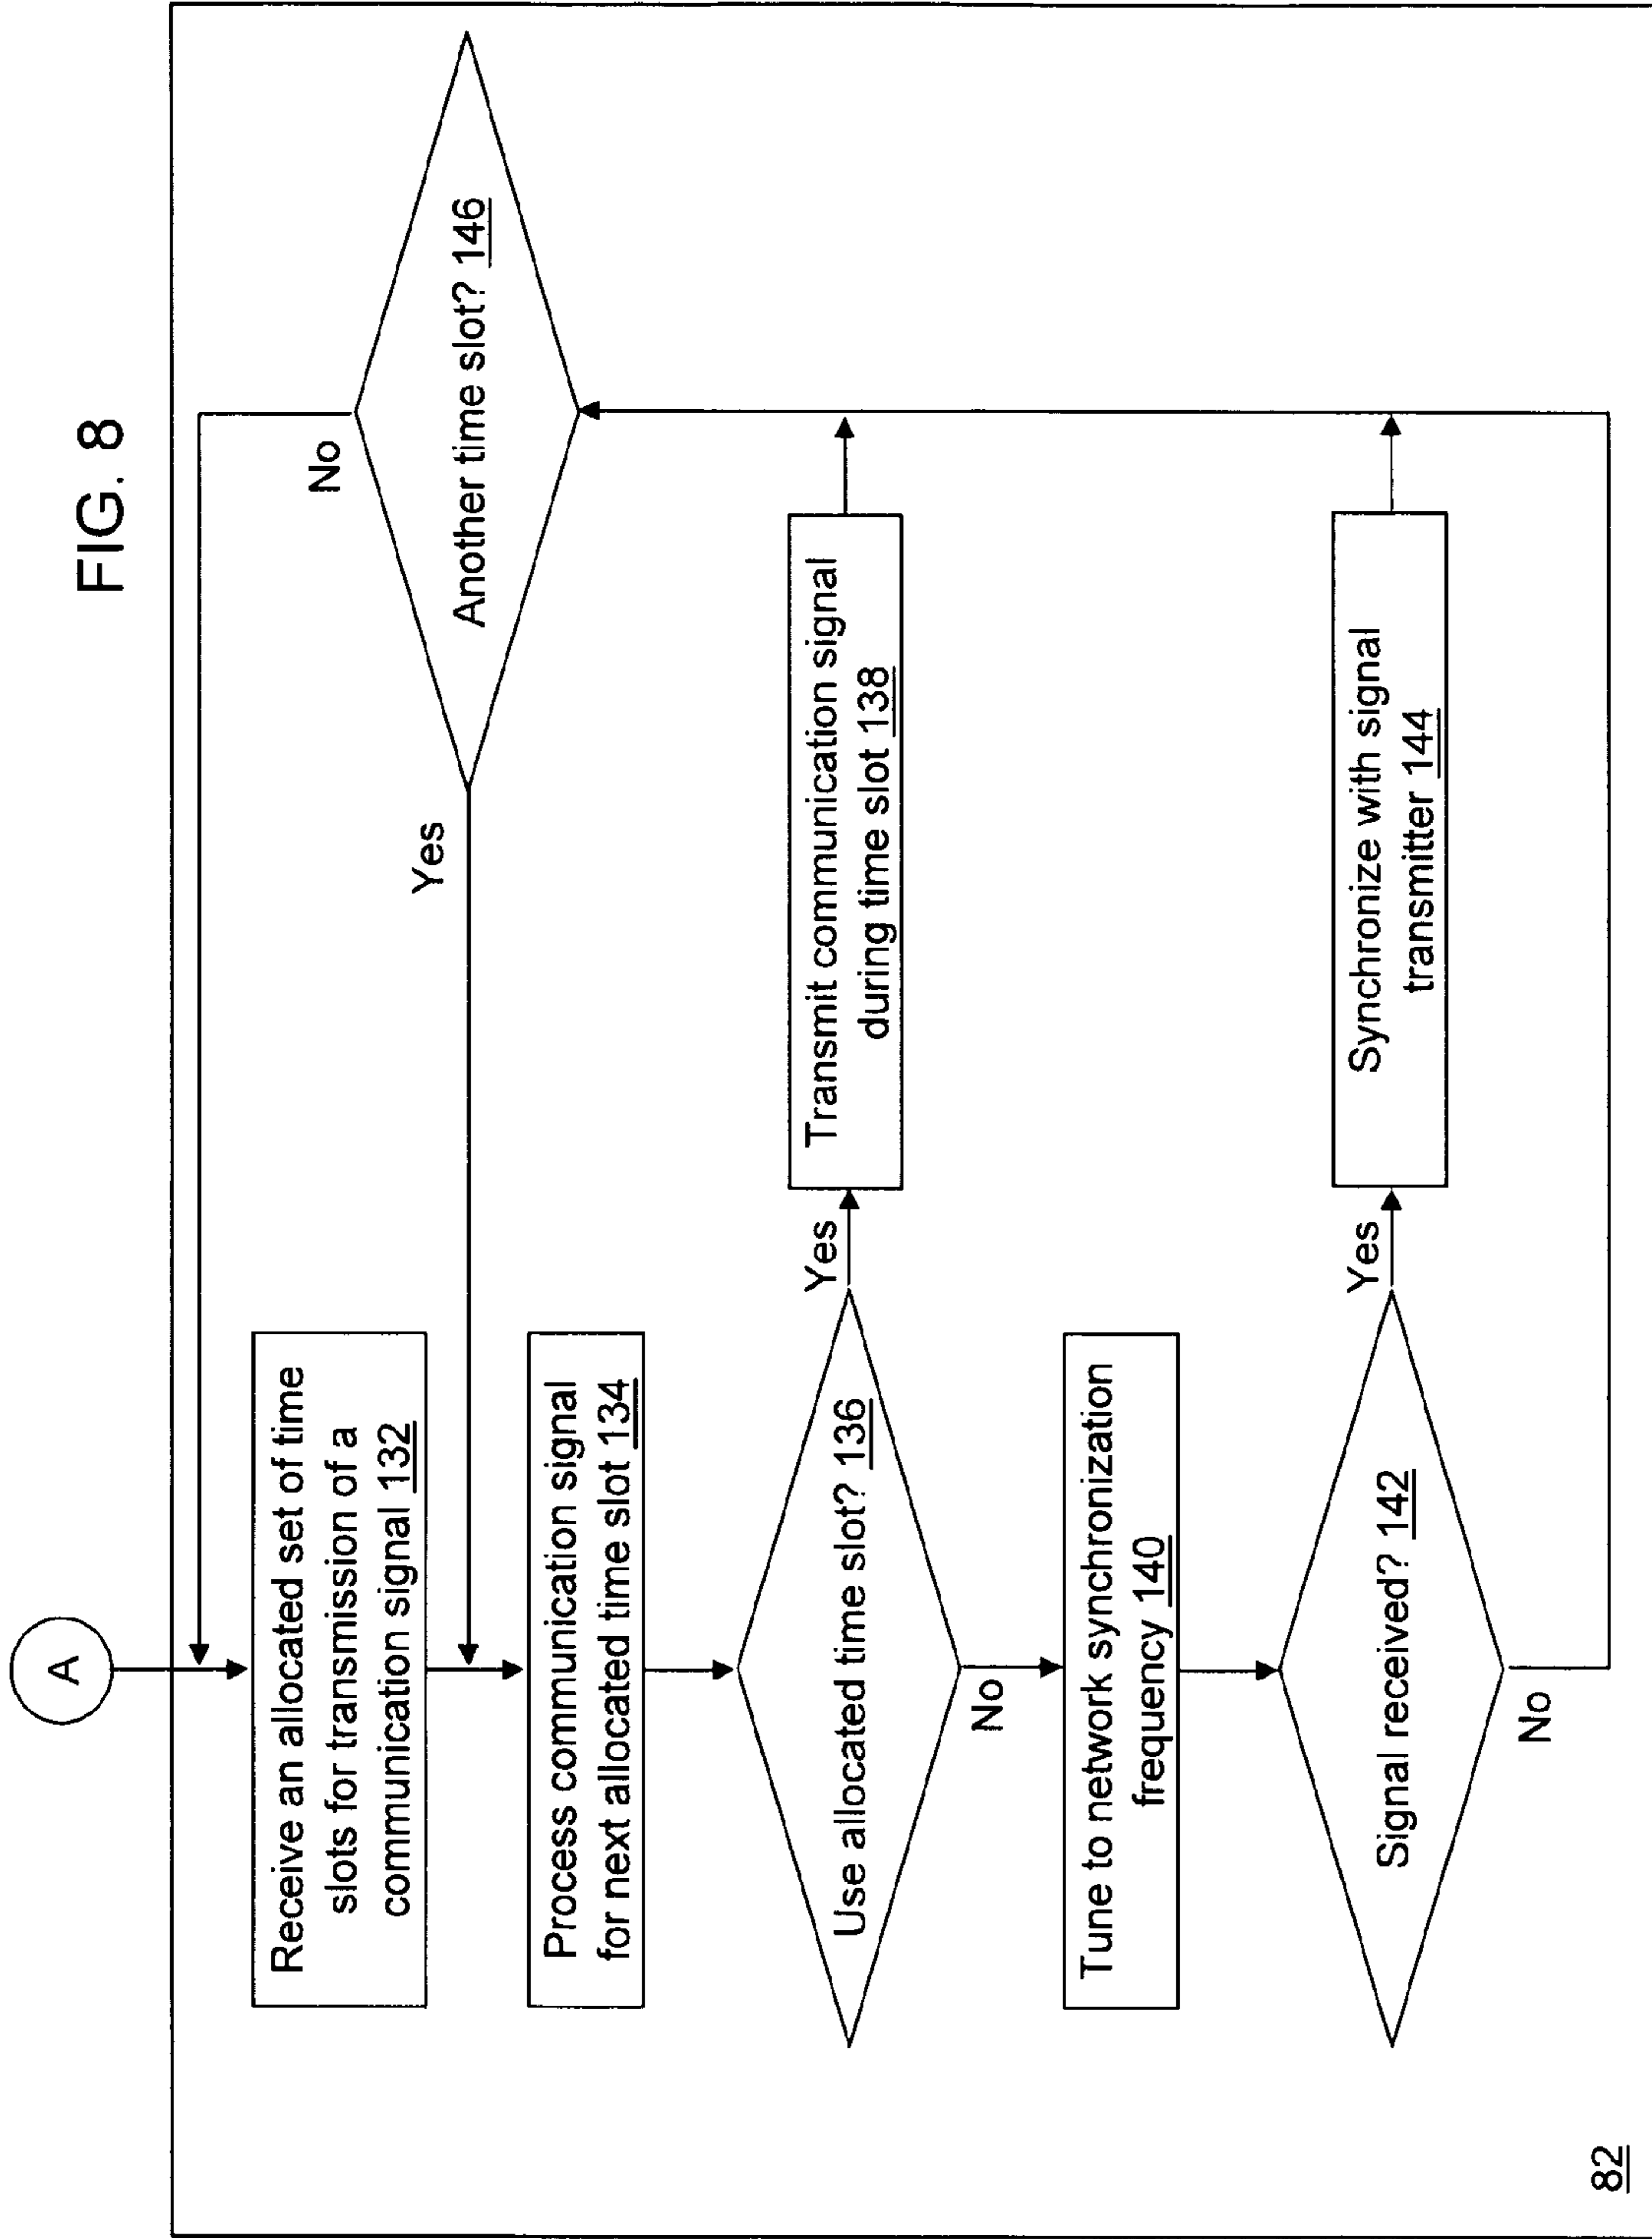 FIG. 8
A
Receive an allocated set of time
slots for transmission of a
communication signal 132
Process communication signal
for next allocated time slot 134
Use allocated time slot? 136
Yes
Transmit communication signal
during time slot 138
No
Tune to network synchronization
frequency 140
Signal received? 142
Yes
Synchronize with signal
transmitter 144
No
Another time slot? 146
No
Yes
82